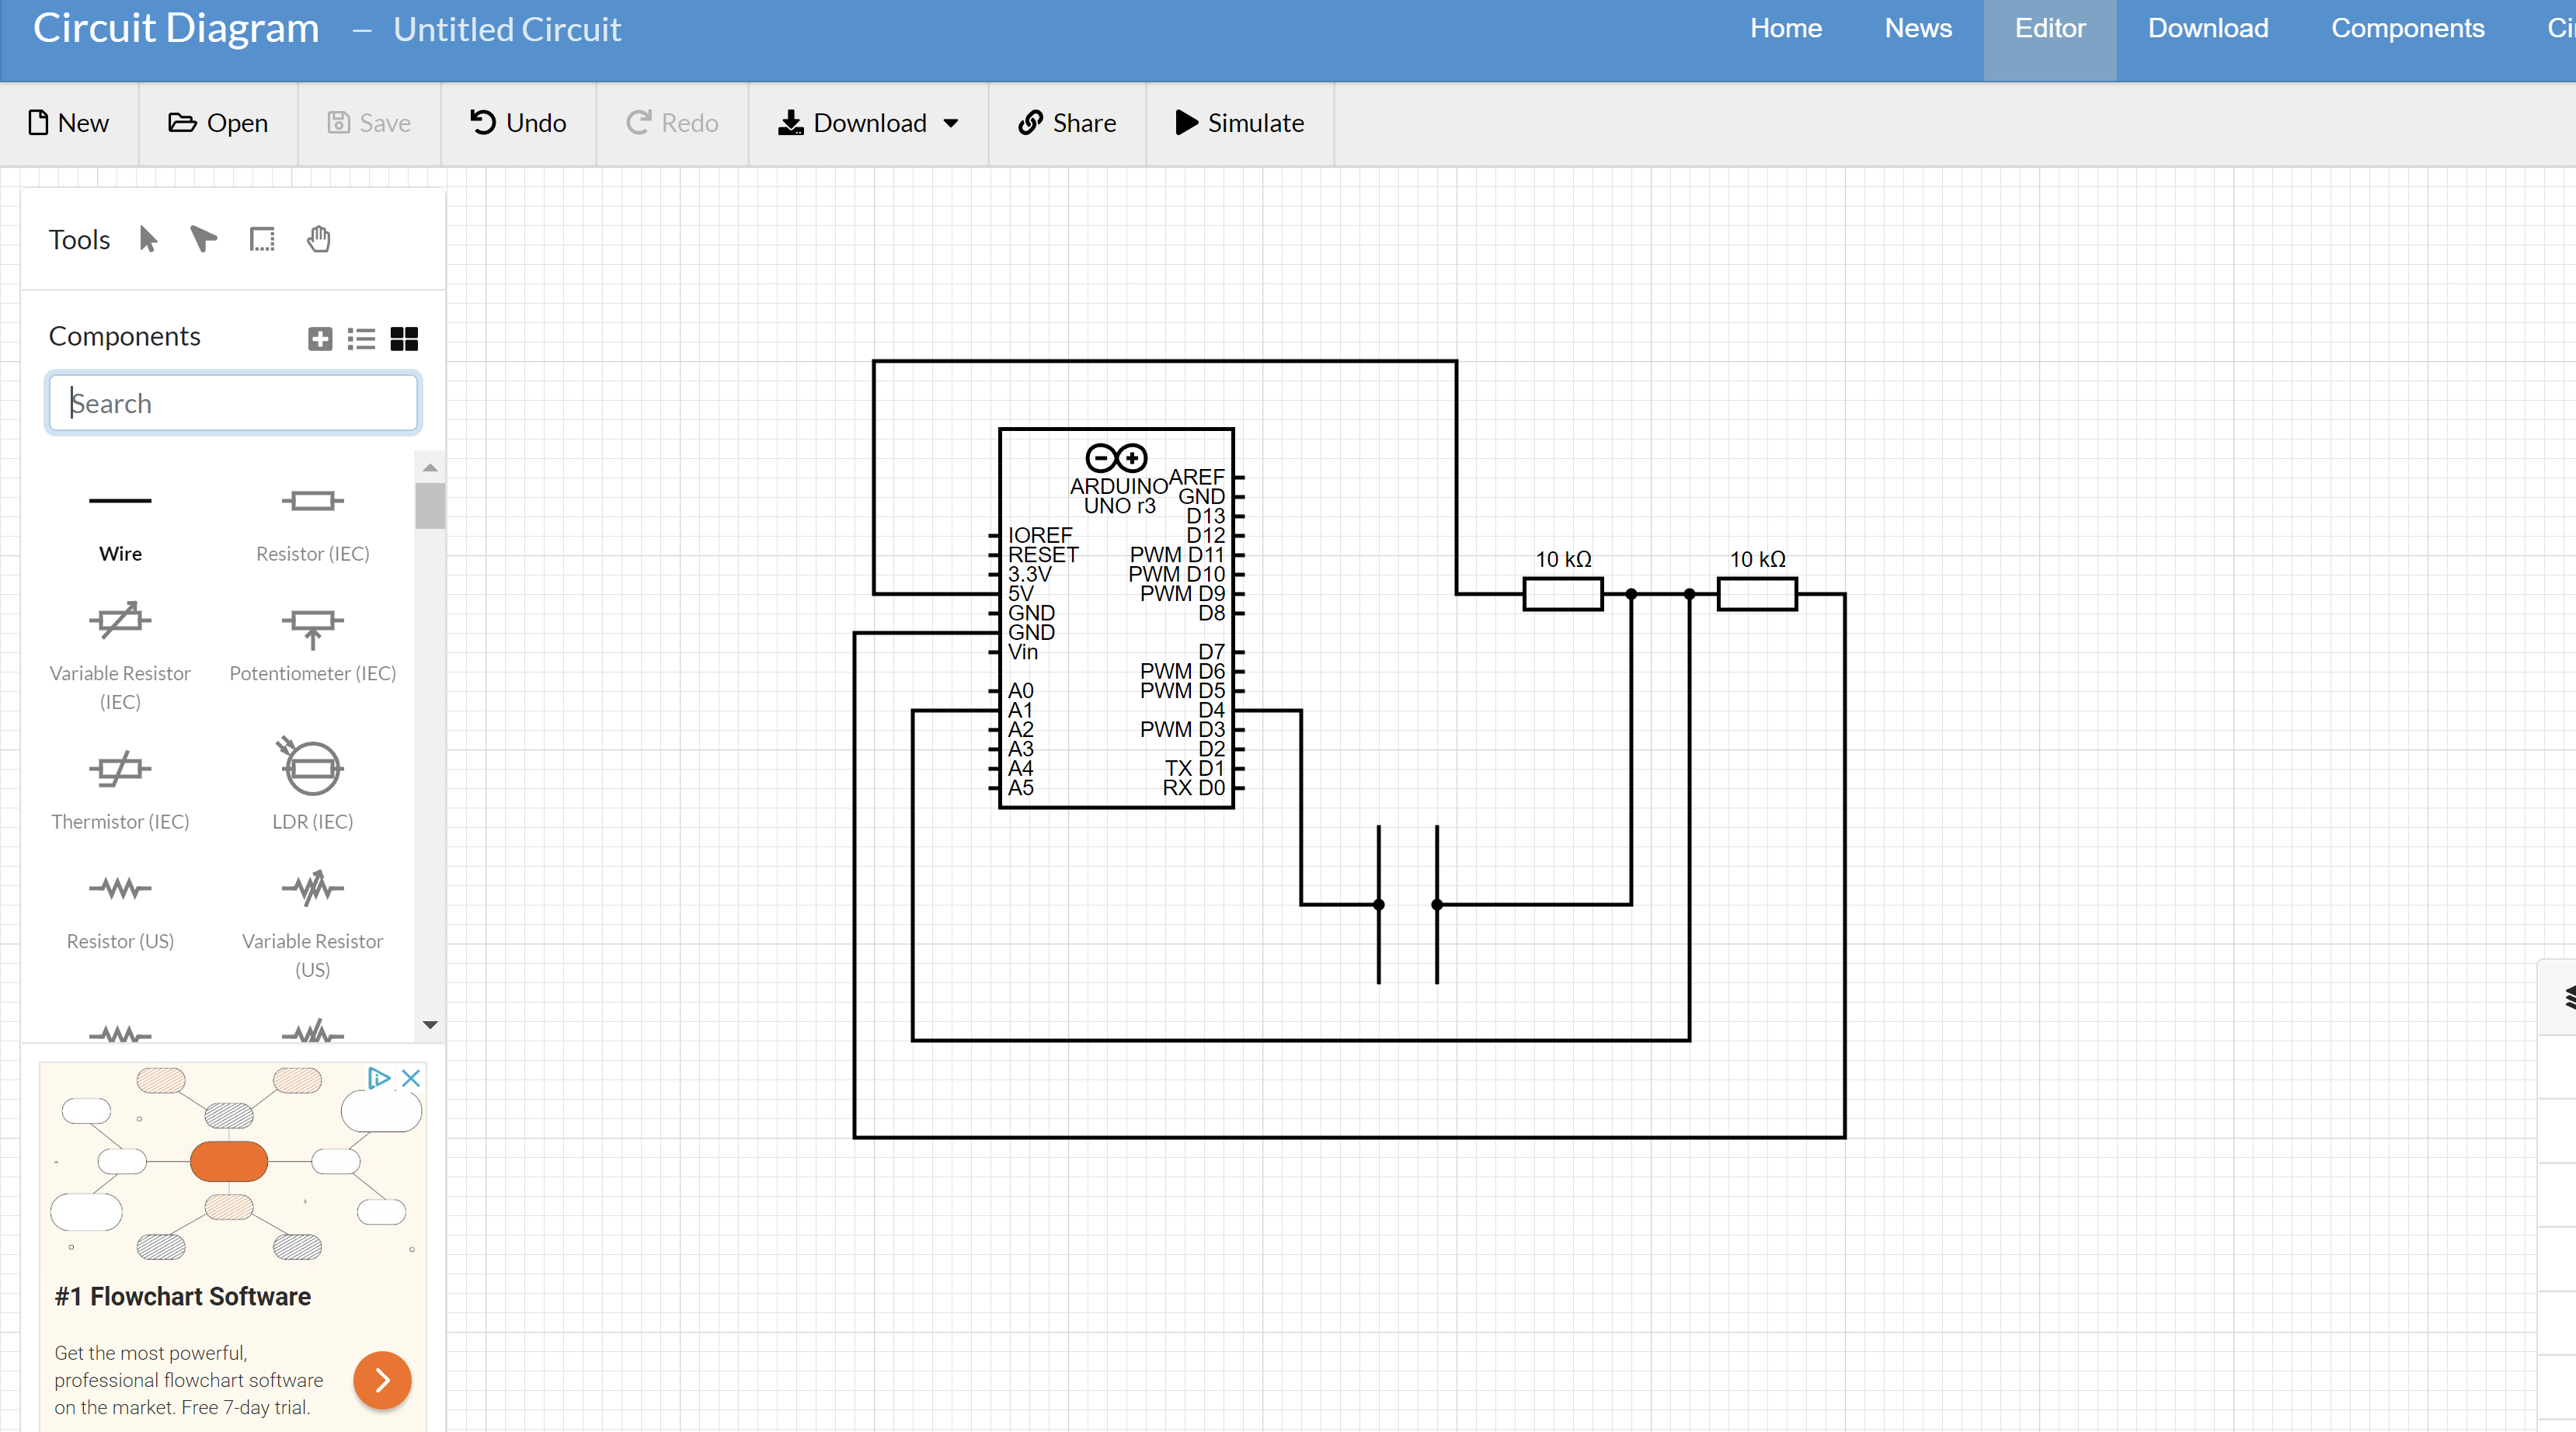 Circuit Diagram – Untitled Circuit
Home News Editor Download Components
New Open Save Undo Redo Download Share Simulate
Tools
Components
Search
Wire
Resistor (IEC)
Variable Resistor
(IEC)
Potentiometer (IEC)
Thermistor (IEC)
LDR (IEC)
Resistor (US)
Variable Resistor
(US)
#1 Flowchart Software
Get the most powerful,
professional flowchart software
on the market. Free 7-day trial.
ARDUINO
UNO r3
IOREF
RESET
3.3V
5V
GND
GND
Vin
A0
A1
A2
A3
A4
A5
AREF
GND
D13
D12
PWM D11
PWM D10
PWM D9
D8
D7
PWM D6
PWM D5
D4
PWM D3
D2
TX D1
RX D0
10 kΩ
10 kΩ